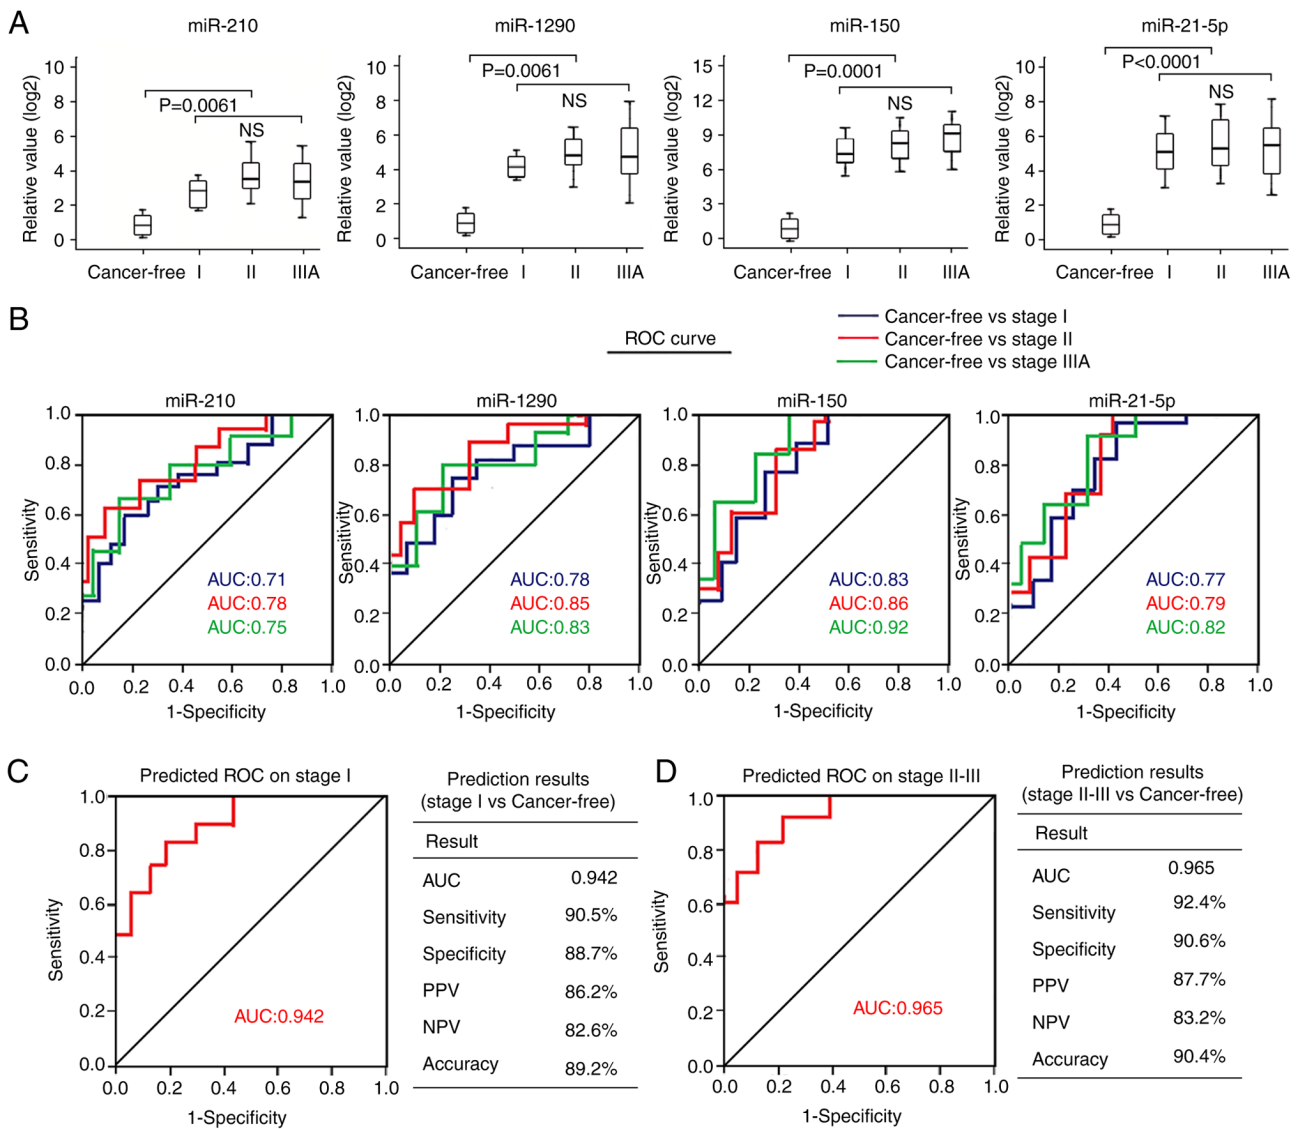 A
miR-210
miR-1290
miR-150
miR-21-5p
Relative value (log2)
10
8
6
4
2
0
P=0.0061
NS
Cancer-free I II IIIA
Relative value (log2)
10
8
6
4
2
0
P=0.0061
NS
Cancer-free I II IIIA
Relative value (log2)
15
12
9
6
3
0
P=0.0001
NS
Cancer-free I II IIIA
Relative value (log2)
10
8
6
4
2
0
P<0.0001
NS
Cancer-free I II IIIA
B
ROC curve
Cancer-free vs stage I
Cancer-free vs stage II
Cancer-free vs stage IIIA
miR-210
Sensitivity
1.0
0.8
0.6
0.4
0.2
0.0
AUC:0.71
AUC:0.78
AUC:0.75
0.0 0.2 0.4 0.6 0.8 1.0
1-Specificity
miR-1290
Sensitivity
1.0
0.8
0.6
0.4
0.2
0.0
AUC:0.78
AUC:0.85
AUC:0.83
0.0 0.2 0.4 0.6 0.8 1.0
1-Specificity
miR-150
Sensitivity
1.0
0.8
0.6
0.4
0.2
0.0
AUC:0.83
AUC:0.86
AUC:0.92
0.0 0.2 0.4 0.6 0.8 1.0
1-Specificity
miR-21-5p
Sensitivity
1.0
0.8
0.6
0.4
0.2
0.0
AUC:0.77
AUC:0.79
AUC:0.82
0.0 0.2 0.4 0.6 0.8 1.0
1-Specificity
C
Predicted ROC on stage I
Sensitivity
1.0
0.8
0.6
0.4
0.2
0.0
AUC:0.942
0.0 0.2 0.4 0.6 0.8 1.0
1-Specificity
Prediction results
(stage I vs Cancer-free)
Result
AUC 0.942
Sensitivity 90.5%
Specificity 88.7%
PPV 86.2%
NPV 82.6%
Accuracy 89.2%
D
Predicted ROC on stage II-III
Sensitivity
1.0
0.8
0.6
0.4
0.2
0.0
AUC:0.965
0.0 0.2 0.4 0.6 0.8 1.0
1-Specificity
Prediction results
(stage II-III vs Cancer-free)
Result
AUC 0.965
Sensitivity 92.4%
Specificity 90.6%
PPV 87.7%
NPV 83.2%
Accuracy 90.4%